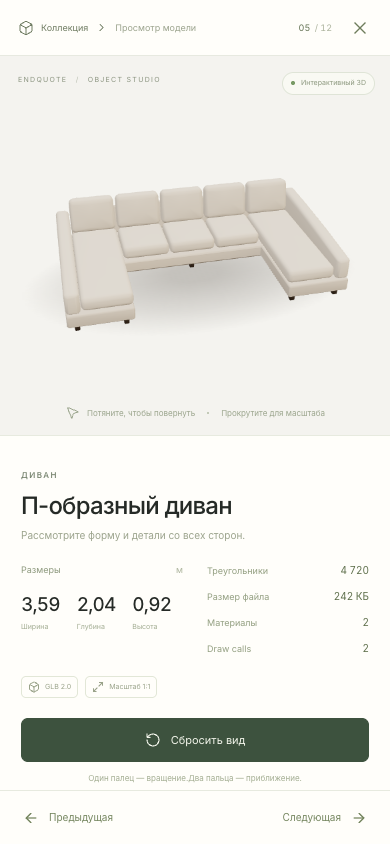 Коллекция > Просмотр модели 05 / 12
ENDQUOTE / OBJECT STUDIO
Интерактивный 3D
Потяните, чтобы повернуть · Прокрутите для масштаба
ДИВАН
П-образный диван
Рассмотрите форму и детали со всех сторон.
Размеры м
3,59 2,04 0,92
Ширина Глубина Высота
Треугольники 4 720
Размер файла 242 КБ
Материалы 2
Draw calls 2
GLB 2.0 Масштаб 1:1
Сбросить вид
Один палец — вращение.Два пальца — приближение.
Предыдущая Следующая